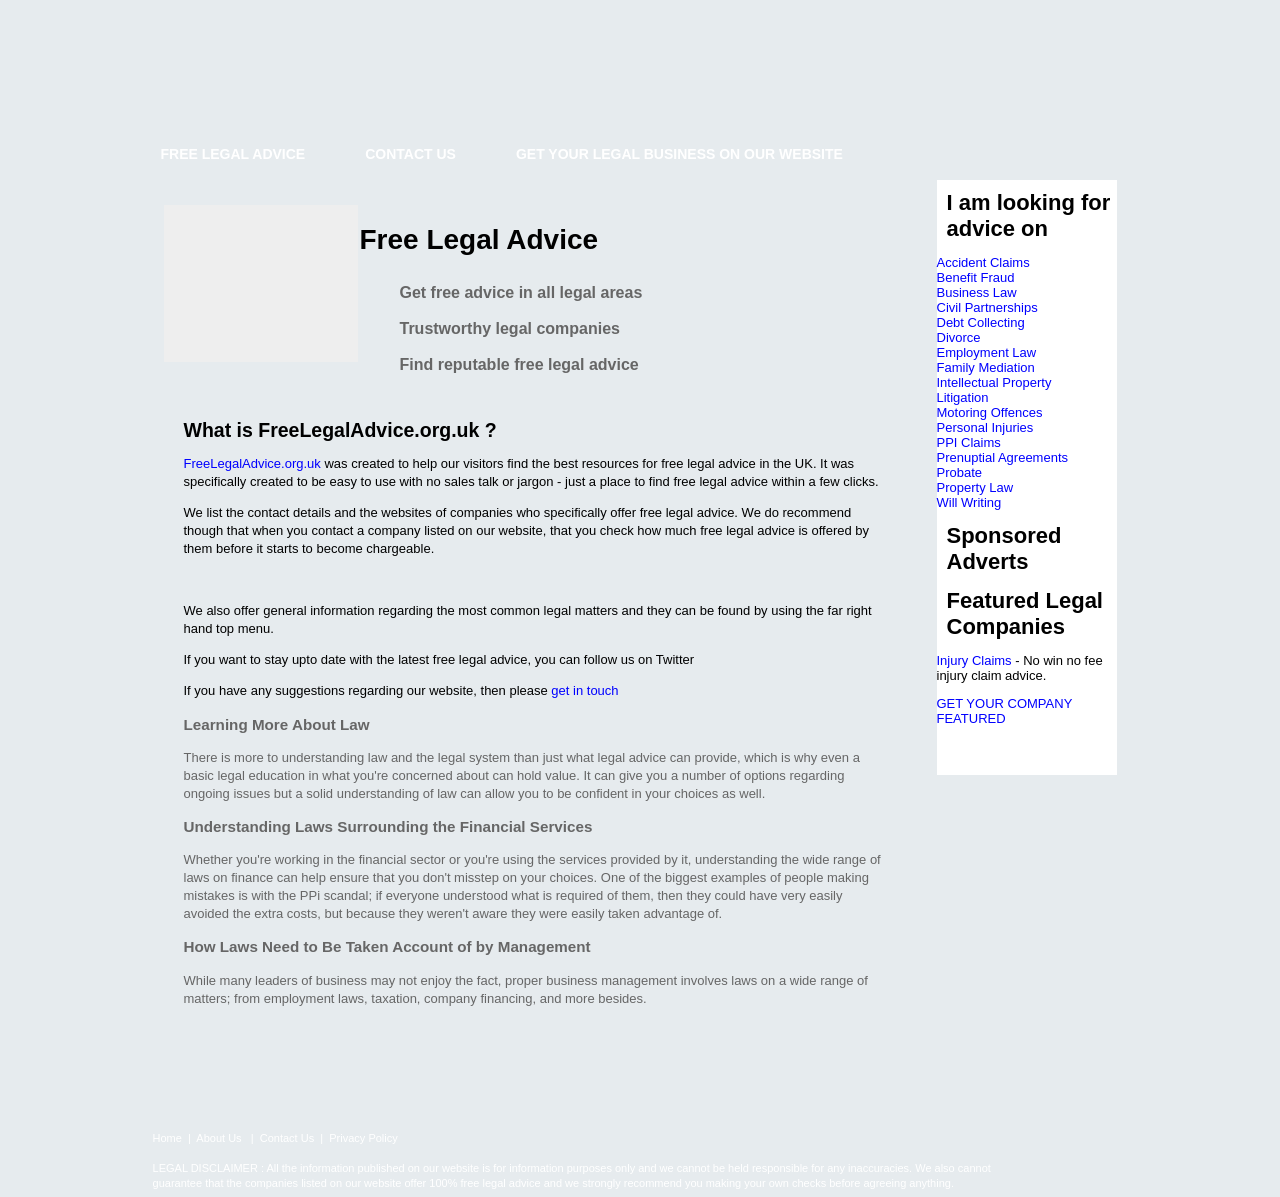 FREE LEGAL ADVICE CONTACT US GET YOUR LEGAL BUSINESS ON OUR WEBSITE
Free Legal Advice
Get free advice in all legal areas
Trustworthy legal companies
Find reputable free legal advice
What is FreeLegalAdvice.org.uk ?
FreeLegalAdvice.org.uk was created to help our visitors find the best resources for free legal advice in the UK. It was
specifically created to be easy to use with no sales talk or jargon - just a place to find free legal advice within a few clicks.
We list the contact details and the websites of companies who specifically offer free legal advice. We do recommend
though that when you contact a company listed on our website, that you check how much free legal advice is offered by
them before it starts to become chargeable.
We also offer general information regarding the most common legal matters and they can be found by using the far right
hand top menu.
If you want to stay upto date with the latest free legal advice, you can follow us on Twitter
If you have any suggestions regarding our website, then please get in touch
Learning More About Law
There is more to understanding law and the legal system than just what legal advice can provide, which is why even a
basic legal education in what you're concerned about can hold value. It can give you a number of options regarding
ongoing issues but a solid understanding of law can allow you to be confident in your choices as well.
Understanding Laws Surrounding the Financial Services
Whether you're working in the financial sector or you're using the services provided by it, understanding the wide range of
laws on finance can help ensure that you don't misstep on your choices. One of the biggest examples of people making
mistakes is with the PPi scandal; if everyone understood what is required of them, then they could have very easily
avoided the extra costs, but because they weren't aware they were easily taken advantage of.
How Laws Need to Be Taken Account of by Management
While many leaders of business may not enjoy the fact, proper business management involves laws on a wide range of
matters; from employment laws, taxation, company financing, and more besides.
I am looking for
advice on
Accident Claims
Benefit Fraud
Business Law
Civil Partnerships
Debt Collecting
Divorce
Employment Law
Family Mediation
Intellectual Property
Litigation
Motoring Offences
Personal Injuries
PPI Claims
Prenuptial Agreements
Probate
Property Law
Will Writing
Sponsored
Adverts
Featured Legal
Companies
Injury Claims - No win no fee
injury claim advice.
GET YOUR COMPANY
FEATURED
Home | About Us | Contact Us | Privacy Policy
LEGAL DISCLAIMER : All the information published on our website is for information purposes only and we cannot be held responsible for any inaccuracies. We also cannot
guarantee that the companies listed on our website offer 100% free legal advice and we strongly recommend you making your own checks before agreeing anything.